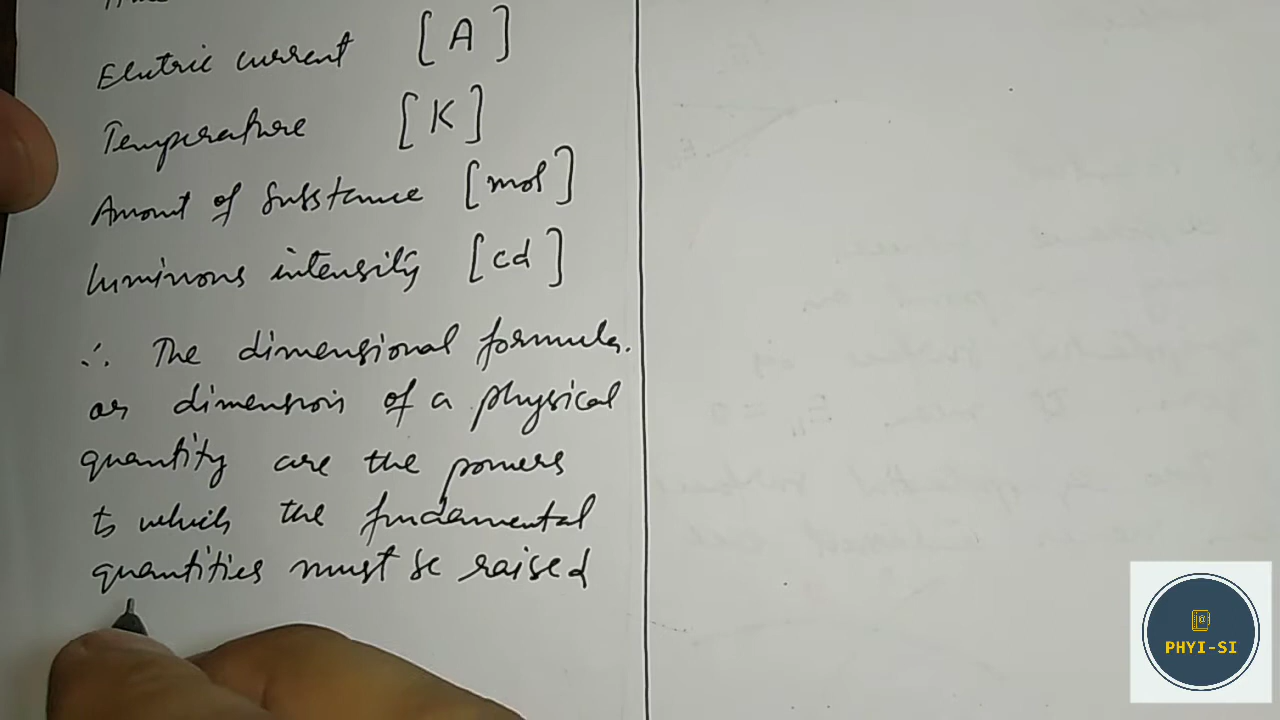 Electric current [A]
Temperature [K]
Amount of Substance [mol]
luminous intensity [cd]
∴ The dimensional formula.
or dimension of a physical
quantity are the powers
to which the fundamental
quantities must be raised
PHYI-SI